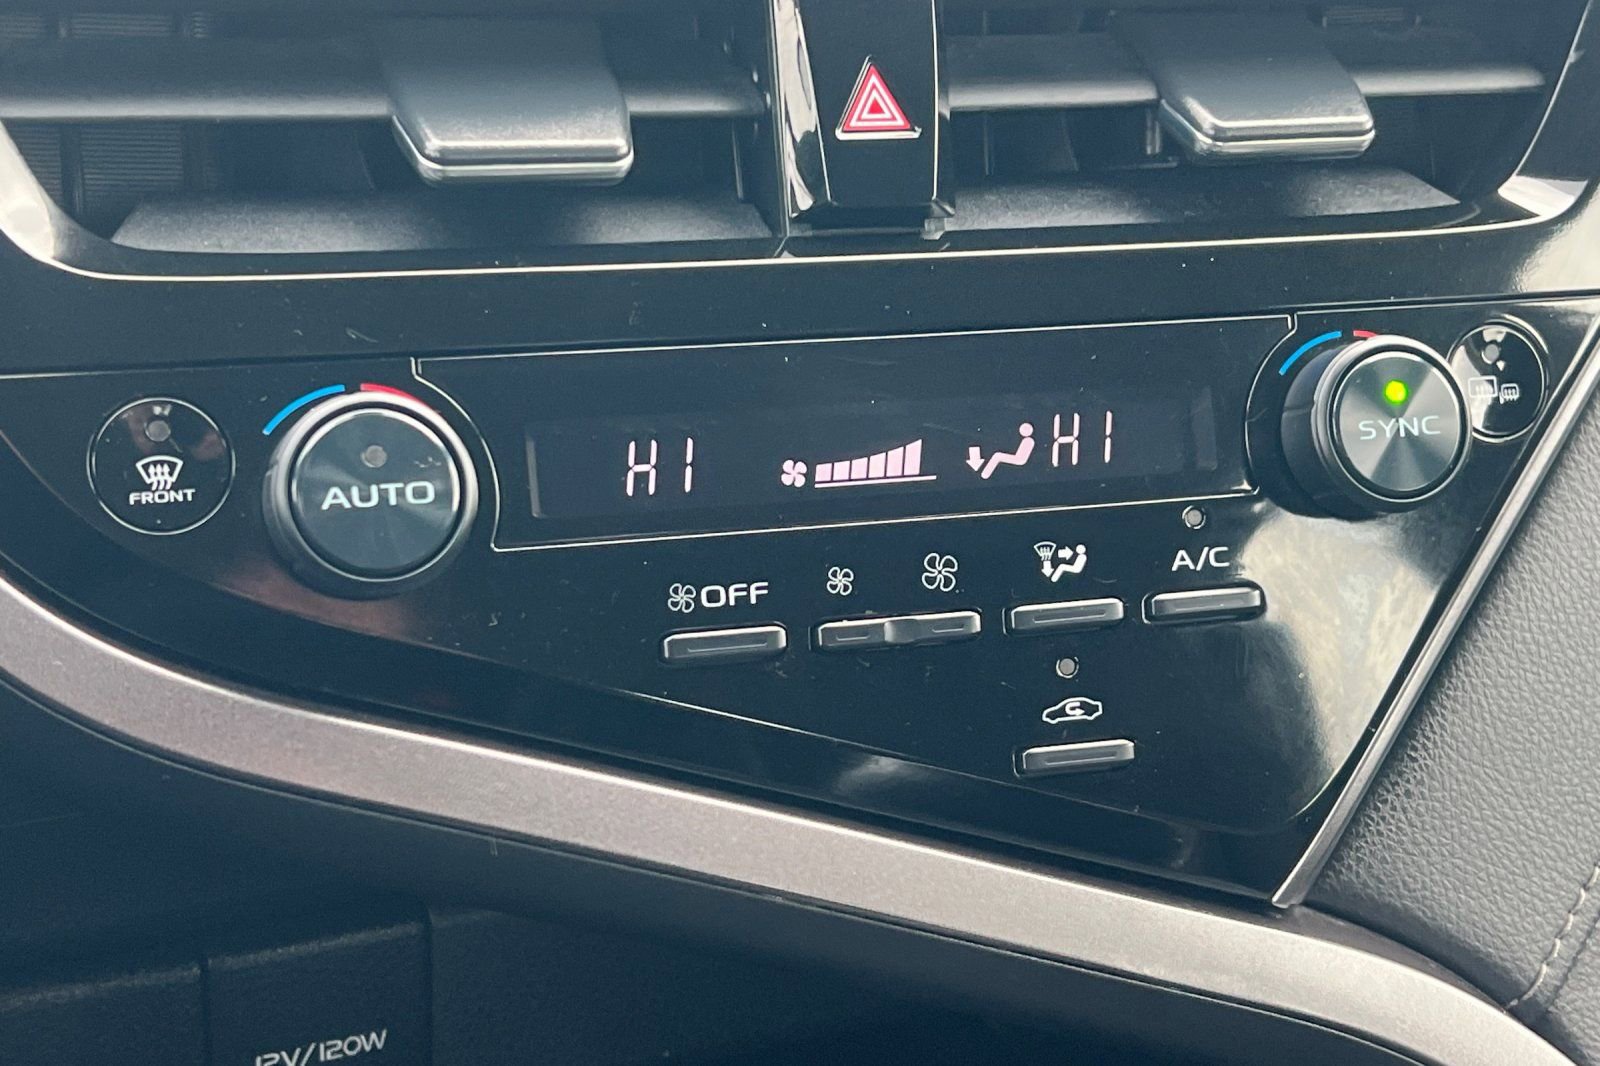 FRONT
AUTO
HI
HI
SYNC
OFF
A/C
12V/120W